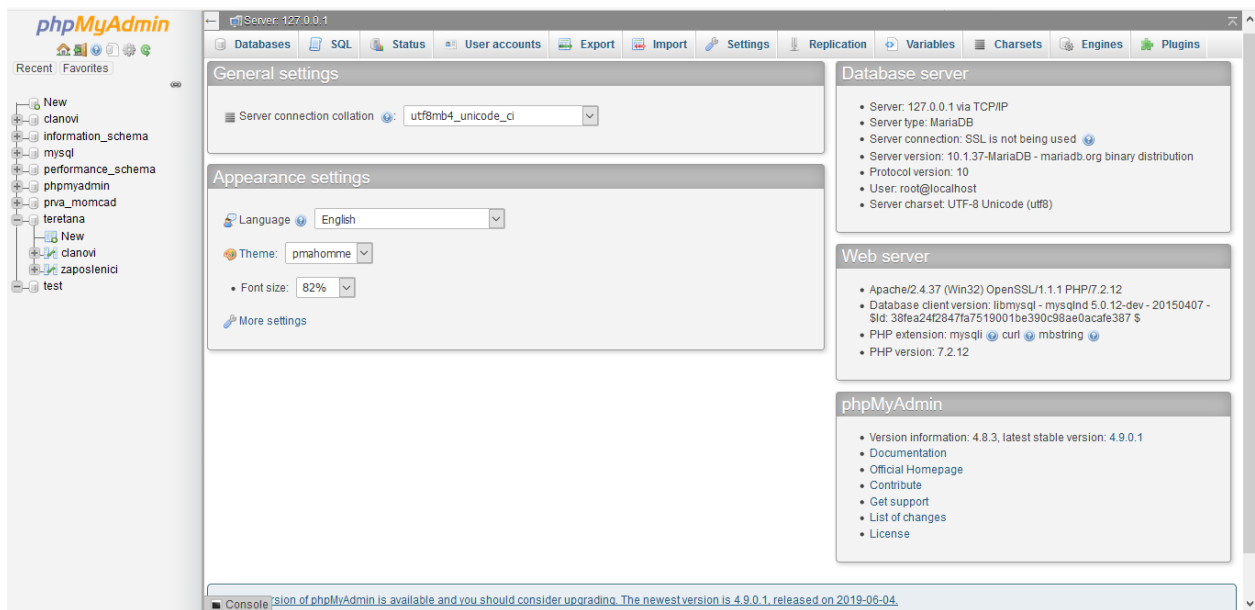 phpMyAdmin
Recent Favorites
New
clanovi
information_schema
mysql
performance_schema
phpmyadmin
prva_momcad
teretana
New
clanovi
zaposlenici
test
Server: 127.0.0.1
Databases SQL Status User accounts Export Import Settings Replication Variables Charsets Engines Plugins
General settings
Server connection collation : utf8mb4_unicode_ci
Appearance settings
Language English
Theme: pmahomme
• Font size: 82%
More settings
Database server
• Server: 127.0.0.1 via TCP/IP
• Server type: MariaDB
• Server connection: SSL is not being used
• Server version: 10.1.37-MariaDB - mariadb.org binary distribution
• Protocol version: 10
• User: root@localhost
• Server charset: UTF-8 Unicode (utf8)
Web server
• Apache/2.4.37 (Win32) OpenSSL/1.1.1 PHP/7.2.12
• Database client version: libmysql - mysqlnd 5.0.12-dev - 20150407 -
$Id: 38fea24f2847fa7519001be390c98ae0acafe387 $
• PHP extension: mysqli curl mbstring
• PHP version: 7.2.12
phpMyAdmin
• Version information: 4.8.3, latest stable version: 4.9.0.1
• Documentation
• Official Homepage
• Contribute
• Get support
• List of changes
• License
Console rsion of phpMyAdmin is available and you should consider upgrading. The newest version is 4.9.0.1, released on 2019-06-04.